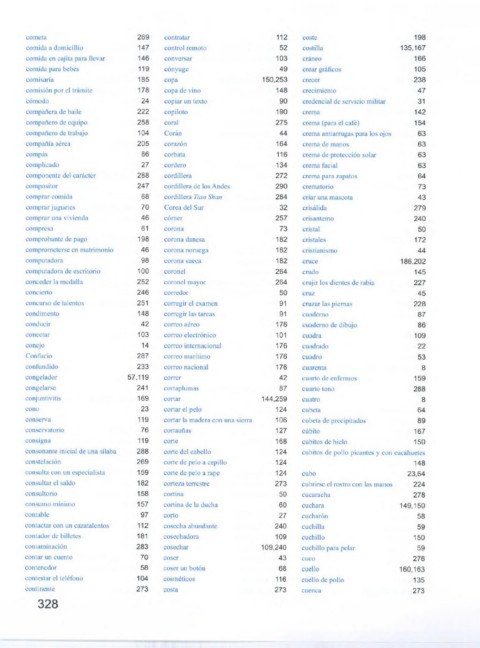 cometa 269
comida a domicilio 147
comida en cajita para llevar 146
comida para bebés 119
comisaría 185
comisión por el trámite 178
cómodo 24
compañera de baile 222
compañero de equipo 258
compañero de trabajo 104
compañía aérea 205
compás 86
complicado 27
componente del carácter 288
compositor 247
comprar comida 68
comprar juguetes 70
comprar una vivienda 46
compresa 61
comprobante de pago 198
comprometerse en matrimonio 46
computadora 98
computadora de escritorio 100
conceder la medalla 252
concierto 246
concurso de talentos 251
condimento 148
conducir 42
conectar 103
conejo 14
Confucio 287
confundido 233
congelador 57,119
congelarse 241
conjuntivitis 169
cono 23
conserva 119
conservatorio 76
consigna 119
consonante inicial de una sílaba 288
constelación 269
consulta con un especialista 159
consultar el saldo 182
consultorio 158
consumo mínimo 157
contable 97
contactar con un cazatalentos 112
contador de billetes 181
contaminación 283
contar un cuento 70
contenedor 58
contestar el teléfono 104
continente 273
contratar 112
control remoto 52
conversar 103
cónyuge 49
copa 150,253
copa de vino 148
copiar un texto 90
copiloto 190
coral 275
Corán 44
corazón 164
corbata 116
cordero 134
cordillera 272
cordillera de los Andes 290
cordillera Tian Shan 284
Corea del Sur 32
córner 257
corona 73
corona danesa 182
corona noruega 182
corona sueca 182
coronel 264
coronel mayor 264
corredor 50
corregir el examen 91
corregir las tareas 91
correo aéreo 176
correo electrónico 101
correo internacional 176
correo marítimo 176
correo nacional 176
correr 42
cortaplumas 87
cortar 144,259
cortar el pelo 124
cortar la madera con una sierra 106
cortaúñas 127
corte 168
corte del cabello 124
corte de pelo a cepillo 124
corte de pelo a rape 124
corteza terrestre 273
cortina 50
cortina de la ducha 60
corto 27
cosecha abundante 240
cosechadora 109
cosechar 109,240
coser 43
coser un botón 68
cosméticos 116
costa 273
coste 198
costilla 135,167
cráneo 166
crear gráficos 105
crecer 238
crecimiento 47
credencial de servicio militar 31
crema 142
crema (para el café) 154
crema antiarrugas para los ojos 63
crema de manos 63
crema de protección solar 63
crema facial 63
crema para zapatos 64
crematorio 73
criar una mascota 43
crisálida 279
crisantemo 240
cristal 50
cristales 172
cristianismo 44
cruce 186,202
crudo 145
crujir los dientes de rabia 227
cruz 45
cruzar las piernas 228
cuaderno 87
cuaderno de dibujo 86
cuadra 109
cuadrado 22
cuadro 53
cuarenta 8
cuarto de enfermos 159
cuarto tono 288
cuatro 8
cubeta 64
cubeta de precipitados 89
cúbito 167
cubitos de hielo 150
cubitos de pollo picantes y con cacahuetes
148
cubo 23,64
cubrirse el rostro con las manos 224
cucaracha 278
cuchara 149,150
cucharón 58
cuchilla 59
cuchillo 150
cuchillo para pelar 59
cuco 276
cuello 160,163
cuello de pollo 135
cuenca 273
328